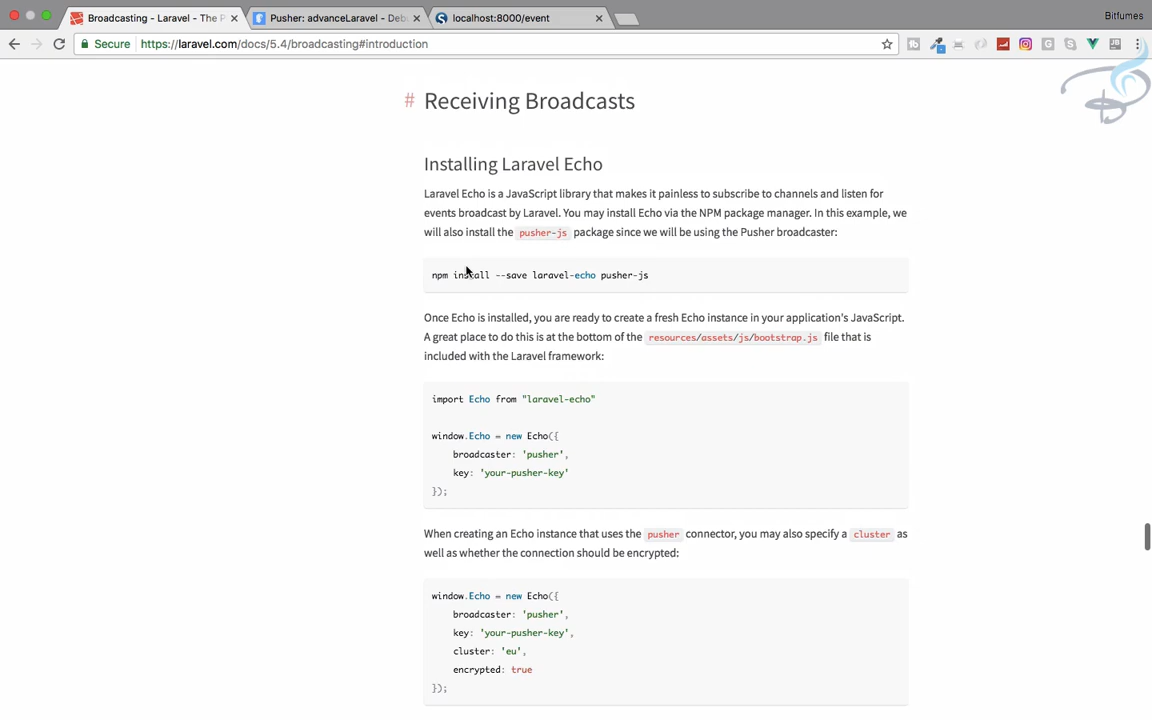 Broadcasting - Laravel - The P
Pusher: advanceLaravel - Deb
localhost:8000/event
Bitfumes
Secure
https://laravel.com/docs/5.4/broadcasting#introduction
# Receiving Broadcasts
Installing Laravel Echo
Laravel Echo is a JavaScript library that makes it painless to subscribe to channels and listen for
events broadcast by Laravel. You may install Echo via the NPM package manager. In this example, we
will also install the pusher-js package since we will be using the Pusher broadcaster:
npm install --save laravel-echo pusher-js
Once Echo is installed, you are ready to create a fresh Echo instance in your application's JavaScript.
A great place to do this is at the bottom of the resources/assets/js/bootstrap.js file that is
included with the Laravel framework:
import Echo from "laravel-echo"
window.Echo = new Echo({
broadcaster: 'pusher',
key: 'your-pusher-key'
});
When creating an Echo instance that uses the pusher connector, you may also specify a cluster as
well as whether the connection should be encrypted:
window.Echo = new Echo({
broadcaster: 'pusher',
key: 'your-pusher-key',
cluster: 'eu',
encrypted: true
});